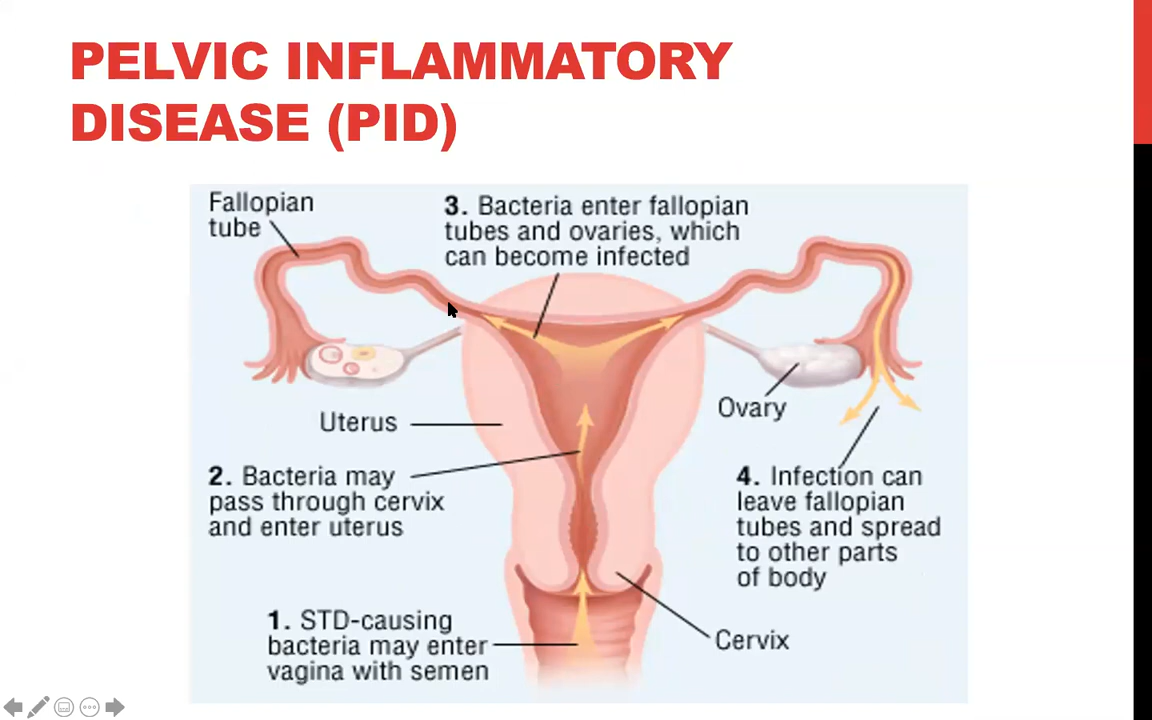 PELVIC INFLAMMATORY
DISEASE (PID)
Fallopian
tube
3. Bacteria enter fallopian
tubes and ovaries, which
can become infected
Ovary
Uterus
2. Bacteria may
pass through cervix
and enter uterus
4. Infection can
leave fallopian
tubes and spread
to other parts
of body
1. STD-causing
bacteria may enter
vagina with semen
Cervix